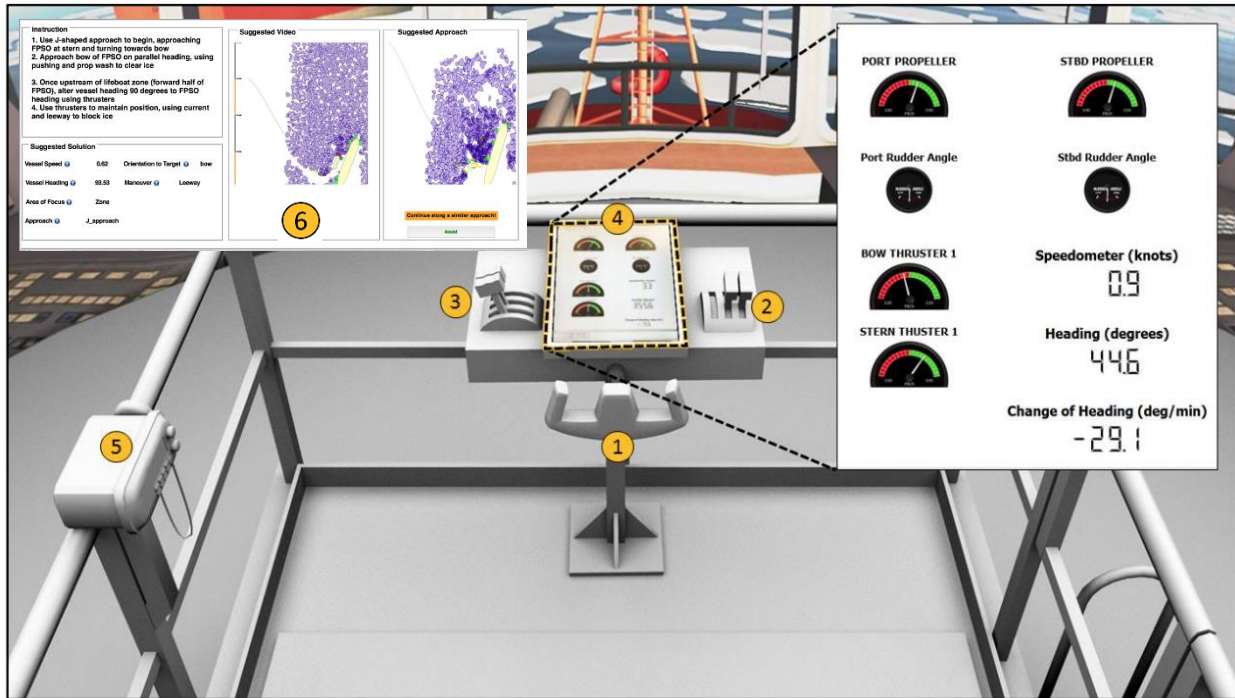 Instruction
1. Use J-shaped approach to begin, approaching
FPSO at stern and turning towards bow
2. Approach bow of FPSO on parallel heading, using
pushing and prop wash to clear ice
3. Once upstream of lifeboat zone (forward half of
FPSO), alter vessel heading 90 degrees to FPSO
heading using thrusters
4. Use thrusters to maintain position, using current
and leeway to block ice
Suggested Solution
Vessel Speed ? 0.62 Orientation to Target ? bow
Vessel Heading ? 93.53 Maneuver ? Leeway
Area of Focus ? Zone
Approach ? J_approach
Suggested Video
6
Suggested Approach
Continue along a similar approach!
Assist
PORT PROPELLER STBD PROPELLER
Port Rudder Angle Stbd Rudder Angle
BOW THRUSTER 1 Speedometer (knots)
0.9
STERN THUSTER 1 Heading (degrees)
44.6
Change of Heading (deg/min)
-29.1
4
3
2
5
1